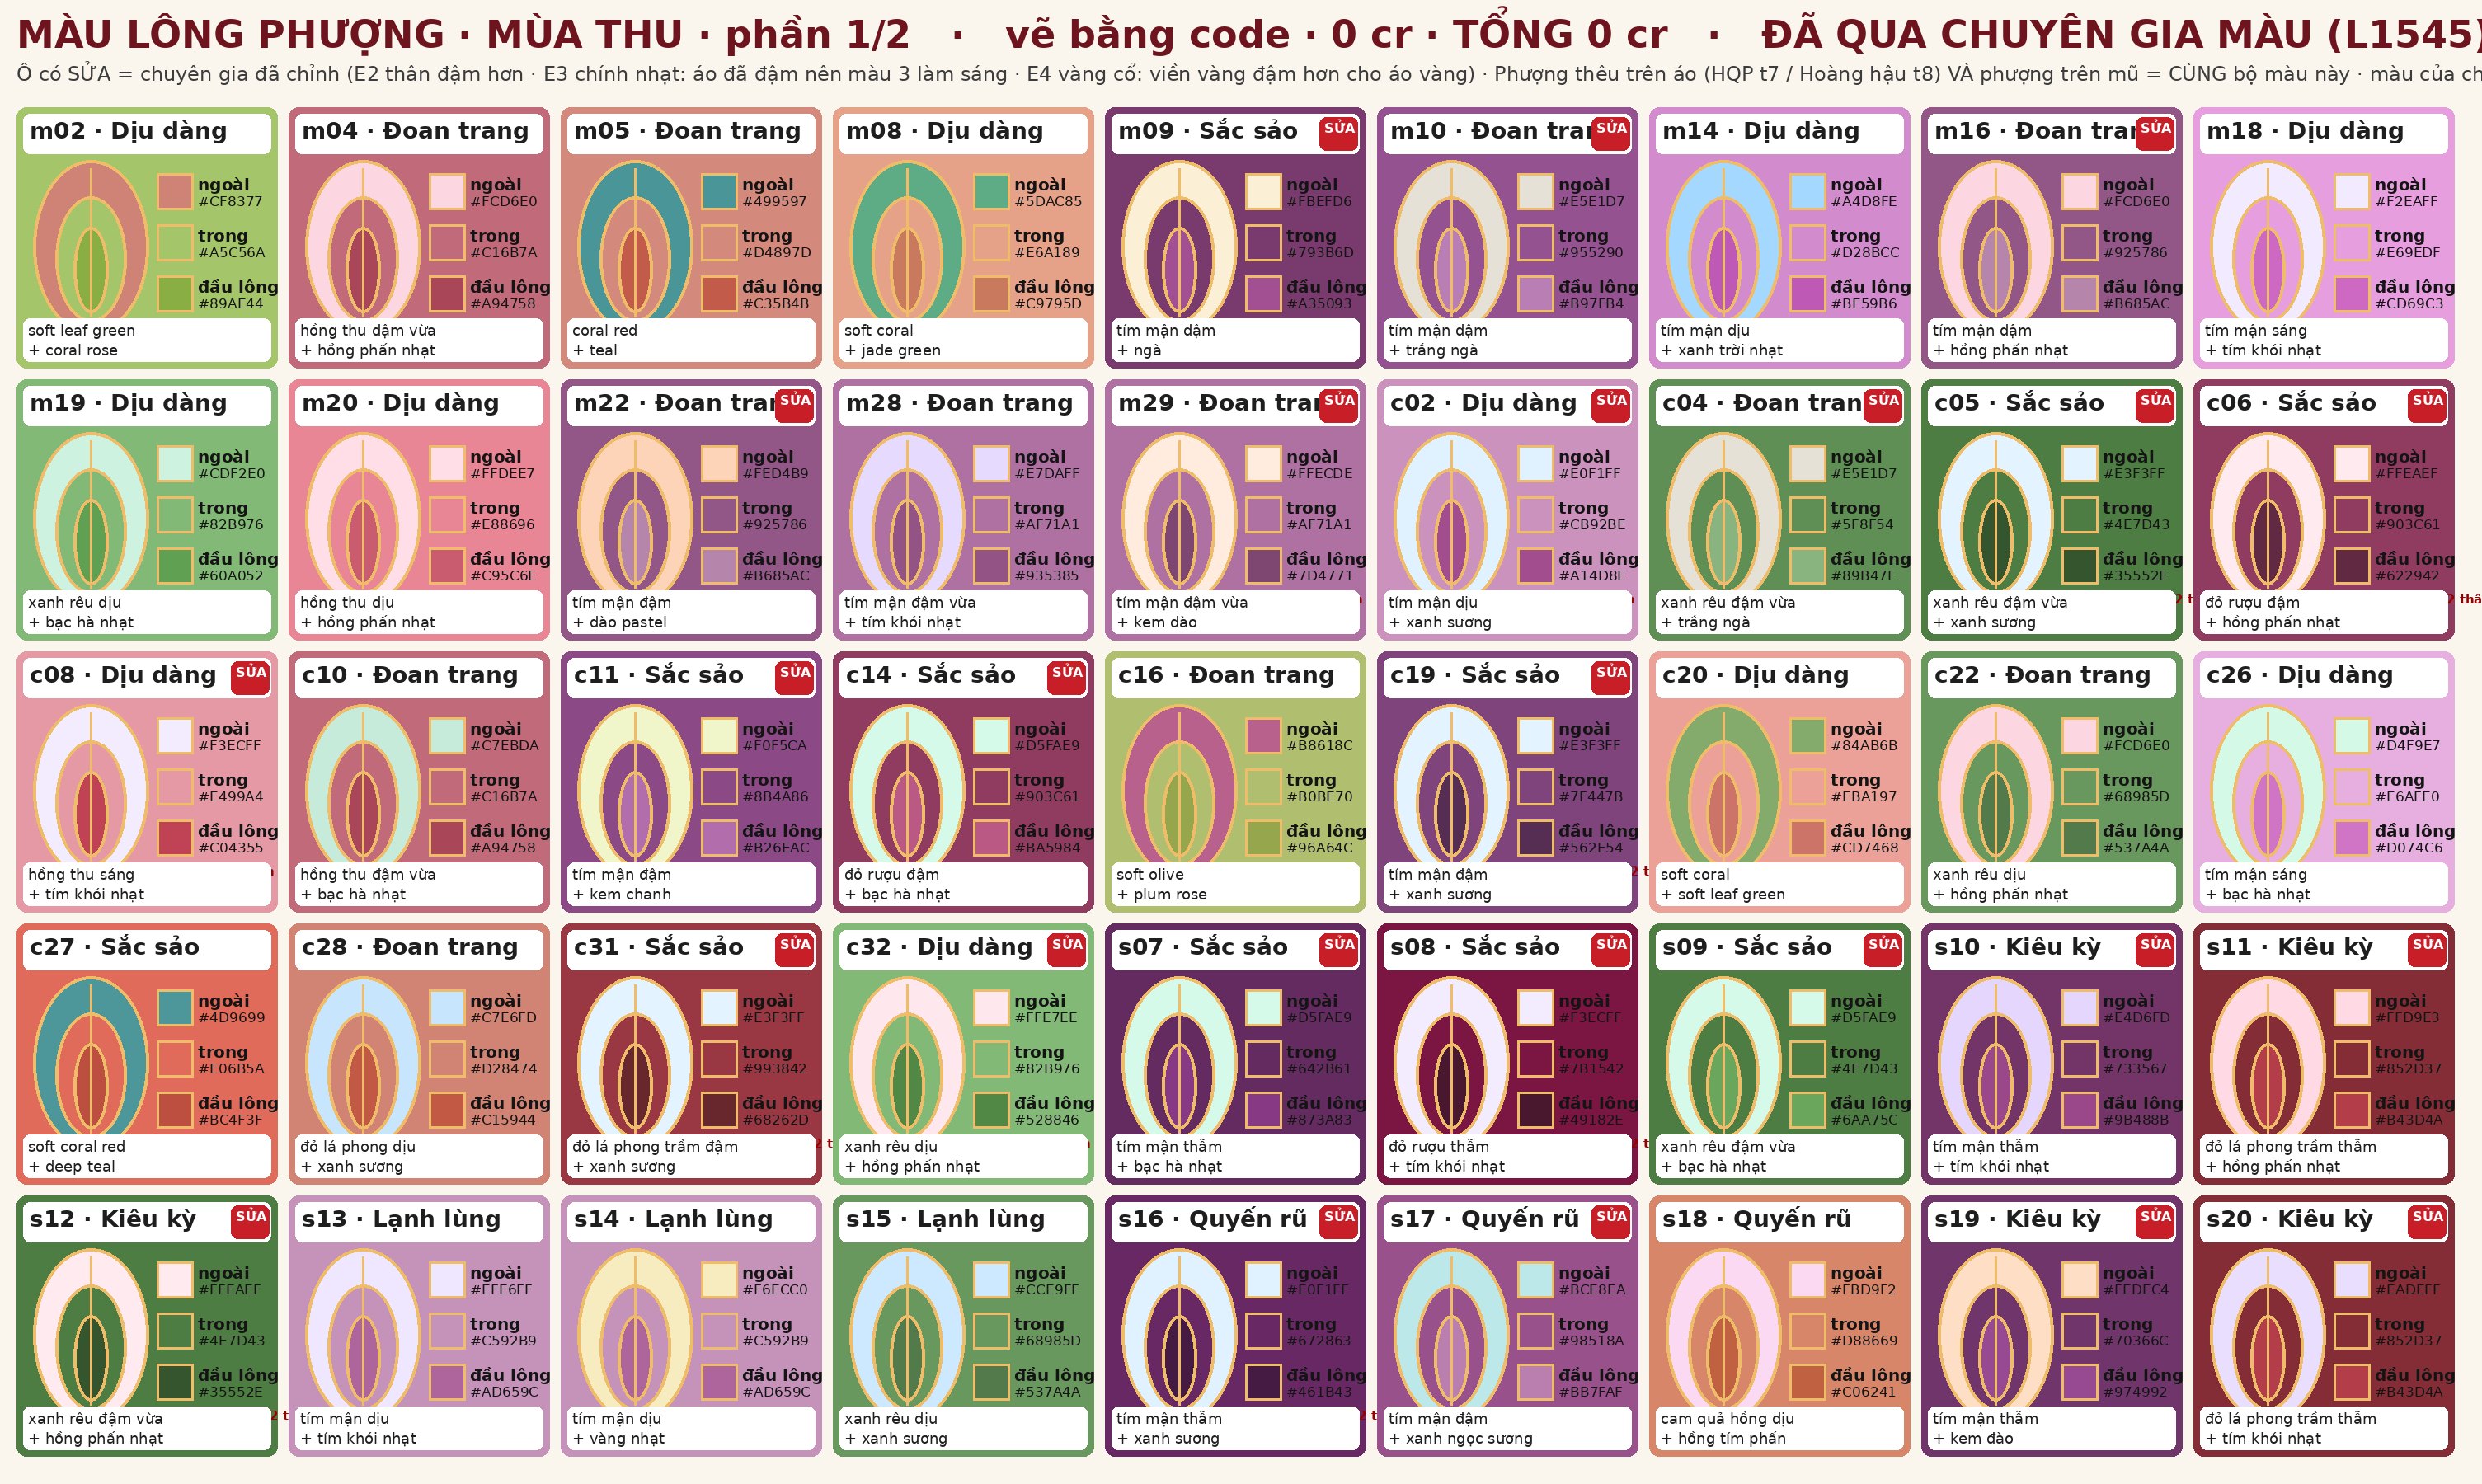 MÀU LÔNG PHƯỢNG · MÙA THU · phần 1/2 · vẽ bằng code · 0 cr · TỔNG 0 cr · ĐÃ QUA CHUYÊN GIA MÀU (L1545)
Ô có SỬA = chuyên gia đã chỉnh (E2 thân đậm hơn · E3 chính nhạt: áo đã đậm nên màu 3 làm sáng · E4 vàng cổ: viền vàng đậm hơn cho áo vàng) · Phượng thêu trên áo (HQP t7 / Hoàng hậu t8) VÀ phượng trên mũ = CÙNG bộ màu này · màu của
m02 · Dịu dàng
ngoài
#CF8377
trong
#A5C56A
đầu lông
#89AE44
soft leaf green
+ coral rose
m04 · Đoan trang
ngoài
#FCD6E0
trong
#C16B7A
đầu lông
#A94758
hồng thu đậm vừa
+ hồng phấn nhạt
m05 · Đoan trang
ngoài
#499597
trong
#D4897D
đầu lông
#C35B4B
coral red
+ teal
m08 · Dịu dàng
ngoài
#5DAC85
trong
#E6A189
đầu lông
#C9795D
soft coral
+ jade green
m09 · Sắc sảo
SỬA
ngoài
#FBEFD6
trong
#793B6D
đầu lông
#A35093
tím mận đậm
+ ngà
m10 · Đoan tran
SỬA
ngoài
#E5E1D7
trong
#955290
đầu lông
#B97FB4
tím mận đậm
+ trắng ngà
m14 · Dịu dàng
ngoài
#A4D8FE
trong
#D28BCC
đầu lông
#BE59B6
tím mận dịu
+ xanh trời nhạt
m16 · Đoan tran
SỬA
ngoài
#FCD6E0
trong
#925786
đầu lông
#B685AC
tím mận đậm
+ hồng phấn nhạt
m18 · Dịu dàng
ngoài
#F2EAFF
trong
#E69EDF
đầu lông
#CD69C3
tím mận sáng
+ tím khói nhạt
m19 · Dịu dàng
ngoài
#CDF2E0
trong
#82B976
đầu lông
#60A052
xanh rêu dịu
+ bạc hà nhạt
m20 · Dịu dàng
ngoài
#FFDEE7
trong
#E88696
đầu lông
#C95C6E
hồng thu dịu
+ hồng phấn nhạt
m22 · Đoan tran
SỬA
ngoài
#FED4B9
trong
#925786
đầu lông
#B685AC
tím mận đậm
+ đào pastel
m28 · Đoan trang
ngoài
#E7DAFF
trong
#AF71A1
đầu lông
#935385
tím mận đậm vừa
+ tím khói nhạt
m29 · Đoan tran
SỬA
ngoài
#FFECDE
trong
#AF71A1
đầu lông
#7D4771
tím mận đậm vừa
+ kem đào
c02 · Dịu dàng
SỬA
ngoài
#E0F1FF
trong
#CB92BE
đầu lông
#A14D8E
tím mận dịu
+ xanh sương
c04 · Đoan tran
SỬA
ngoài
#E5E1D7
trong
#5F8F54
đầu lông
#89B47F
xanh rêu đậm vừa
+ trắng ngà
c05 · Sắc sảo
SỬA
ngoài
#E3F3FF
trong
#4E7D43
đầu lông
#35552E
xanh rêu đậm vừa
+ xanh sương
c06 · Sắc sảo
SỬA
ngoài
#FFEAEF
trong
#903C61
đầu lông
#622942
đỏ rượu đậm
+ hồng phấn nhạt
c08 · Dịu dàng
SỬA
ngoài
#F3ECFF
trong
#E499A4
đầu lông
#C04355
hồng thu sáng
+ tím khói nhạt
c10 · Đoan trang
ngoài
#C7EBDA
trong
#C16B7A
đầu lông
#A94758
hồng thu đậm vừa
+ bạc hà nhạt
c11 · Sắc sảo
SỬA
ngoài
#F0F5CA
trong
#8B4A86
đầu lông
#B26EAC
tím mận đậm
+ kem chanh
c14 · Sắc sảo
SỬA
ngoài
#D5FAE9
trong
#903C61
đầu lông
#BA5984
đỏ rượu đậm
+ bạc hà nhạt
c16 · Đoan trang
ngoài
#B8618C
trong
#B0BE70
đầu lông
#96A64C
soft olive
+ plum rose
c19 · Sắc sảo
SỬA
ngoài
#E3F3FF
trong
#7F447B
đầu lông
#562E54
tím mận đậm
+ xanh sương
c20 · Dịu dàng
ngoài
#84AB6B
trong
#EBA197
đầu lông
#CD7468
soft coral
+ soft leaf green
c22 · Đoan trang
ngoài
#FCD6E0
trong
#68985D
đầu lông
#537A4A
xanh rêu dịu
+ hồng phấn nhạt
c26 · Dịu dàng
ngoài
#D4F9E7
trong
#E6AFE0
đầu lông
#D074C6
tím mận sáng
+ bạc hà nhạt
c27 · Sắc sảo
ngoài
#4D9699
trong
#E06B5A
đầu lông
#BC4F3F
soft coral red
+ deep teal
c28 · Đoan trang
ngoài
#C7E6FD
trong
#D28474
đầu lông
#C15944
đỏ lá phong dịu
+ xanh sương
c31 · Sắc sảo
SỬA
ngoài
#E3F3FF
trong
#993842
đầu lông
#68262D
đỏ lá phong trầm đậm
+ xanh sương
c32 · Dịu dàng
SỬA
ngoài
#FFE7EE
trong
#82B976
đầu lông
#528846
xanh rêu dịu
+ hồng phấn nhạt
s07 · Sắc sảo
SỬA
ngoài
#D5FAE9
trong
#642B61
đầu lông
#873A83
tím mận thẫm
+ bạc hà nhạt
s08 · Sắc sảo
SỬA
ngoài
#F3ECFF
trong
#7B1542
đầu lông
#49182E
đỏ rượu thẫm
+ tím khói nhạt
s09 · Sắc sảo
SỬA
ngoài
#D5FAE9
trong
#4E7D43
đầu lông
#6AA75C
xanh rêu đậm vừa
+ bạc hà nhạt
s10 · Kiêu kỳ
SỬA
ngoài
#E4D6FD
trong
#733567
đầu lông
#9B488B
tím mận thẫm
+ tím khói nhạt
s11 · Kiêu kỳ
SỬA
ngoài
#FFD9E3
trong
#852D37
đầu lông
#B43D4A
đỏ lá phong trầm thẫm
+ hồng phấn nhạt
s12 · Kiêu kỳ
SỬA
ngoài
#FFEAEF
trong
#4E7D43
đầu lông
#35552E
xanh rêu đậm vừa
+ hồng phấn nhạt
s13 · Lạnh lùng
ngoài
#EFE6FF
trong
#C592B9
đầu lông
#AD659C
tím mận dịu
+ tím khói nhạt
s14 · Lạnh lùng
ngoài
#F6ECC0
trong
#C592B9
đầu lông
#AD659C
tím mận dịu
+ vàng nhạt
s15 · Lạnh lùng
ngoài
#CCE9FF
trong
#68985D
đầu lông
#537A4A
xanh rêu dịu
+ xanh sương
s16 · Quyến rũ
SỬA
ngoài
#E0F1FF
trong
#672863
đầu lông
#461B43
tím mận thẫm
+ xanh sương
s17 · Quyến rũ
SỬA
ngoài
#BCE8EA
trong
#98518A
đầu lông
#BB7FAF
tím mận đậm
+ xanh ngọc sương
s18 · Quyến rũ
ngoài
#FBD9F2
trong
#D88669
đầu lông
#C06241
cam quả hồng dịu
+ hồng tím phấn
s19 · Kiêu kỳ
SỬA
ngoài
#FEDEC4
trong
#70366C
đầu lông
#974992
tím mận thẫm
+ kem đào
s20 · Kiêu kỳ
SỬA
ngoài
#EADEFF
trong
#852D37
đầu lông
#B43D4A
đỏ lá phong trầm thẫm
+ tím khói nhạt